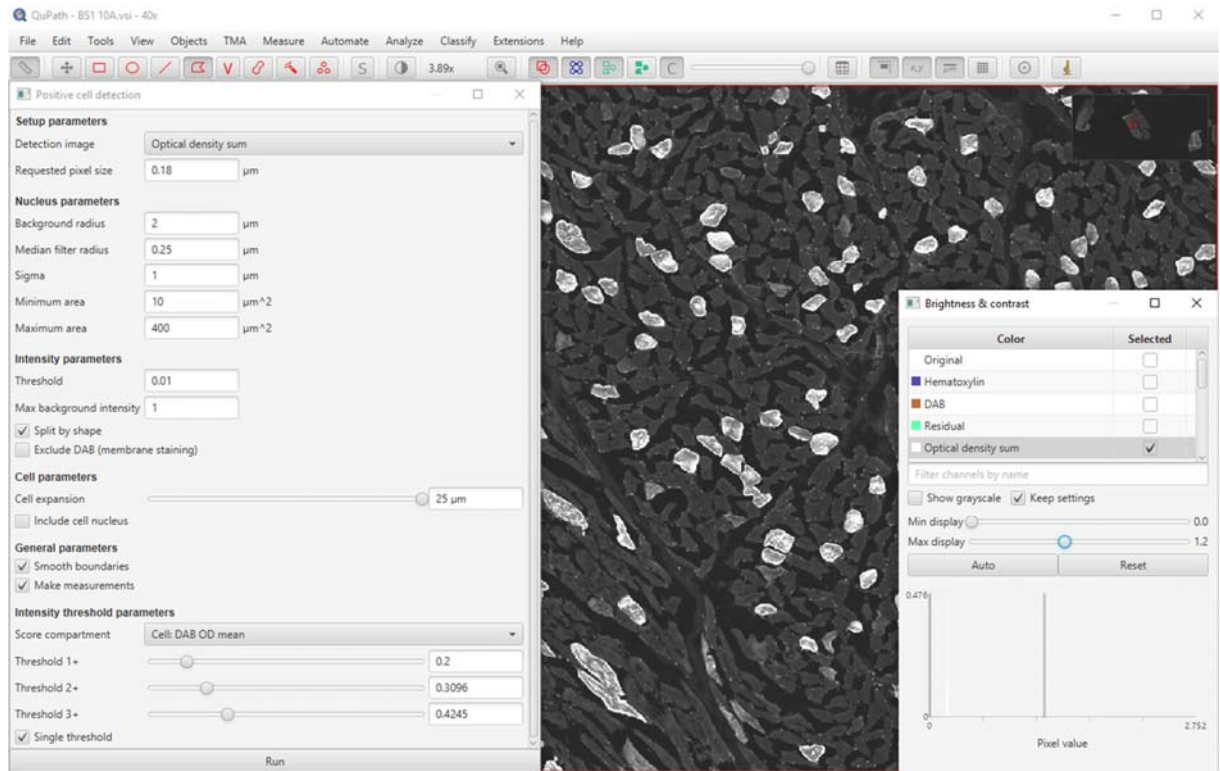 QuPath - BS1 10A.vsi - 40x
File Edit Tools View Objects TMA Measure Automate Analyze Classify Extensions Help
V S 3.89x C
Positive cell detection
Setup parameters
Detection image Optical density sum
Requested pixel size 0.18 µm
Nucleus parameters
Background radius 2 µm
Median filter radius 0.25 µm
Sigma 1 µm
Minimum area 10 µm^2
Maximum area 400 µm^2
Intensity parameters
Threshold 0.01
Max background intensity 1
Split by shape
Exclude DAB (membrane staining)
Cell parameters
Cell expansion 25 µm
Include cell nucleus
General parameters
Smooth boundaries
Make measurements
Intensity threshold parameters
Score compartment Cell: DAB OD mean
Threshold 1+ 0.2
Threshold 2+ 0.3096
Threshold 3+ 0.4245
Single threshold
Run
Brightness & contrast
Color Selected
Original
Hematoxylin
DAB
Residual
Optical density sum
Filter channels by name
Show grayscale Keep settings
Min display 0.0
Max display 1.2
Auto Reset
0.476
0
0 2.752
Pixel value